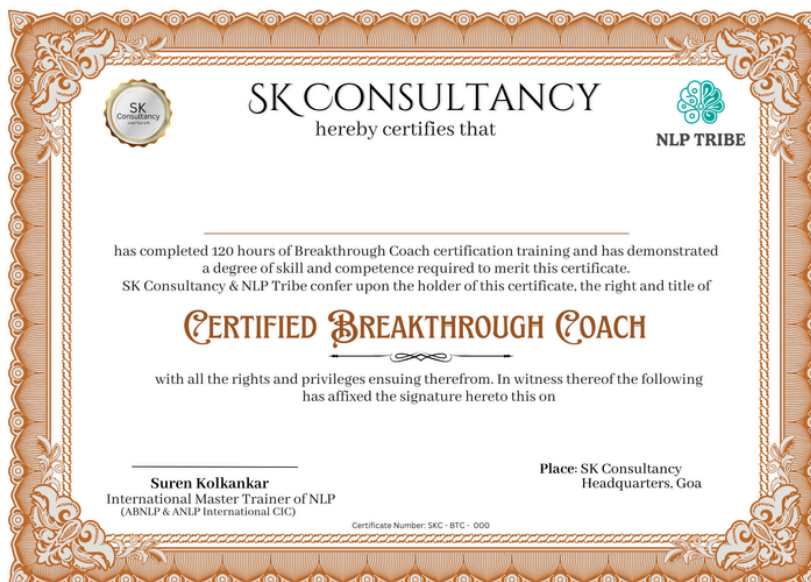 SK
Consultancy
SK CONSULTANCY
hereby certifies that
NLP TRIBE
has completed 120 hours of Breakthrough Coach certification training and has demonstrated
a degree of skill and competence required to merit this certificate.
SK Consultancy & NLP Tribe confer upon the holder of this certificate, the right and title of
CERTIFIED BREAKTHROUGH COACH
with all the rights and privileges ensuing therefrom. In witness thereof the following
has affixed the signature hereto this on
Suren Kolkankar
International Master Trainer of NLP
(ABNLP & ANLP International CIC)
Place: SK Consultancy
Headquarters, Goa
Certificate Number: SKC - BTC - 000